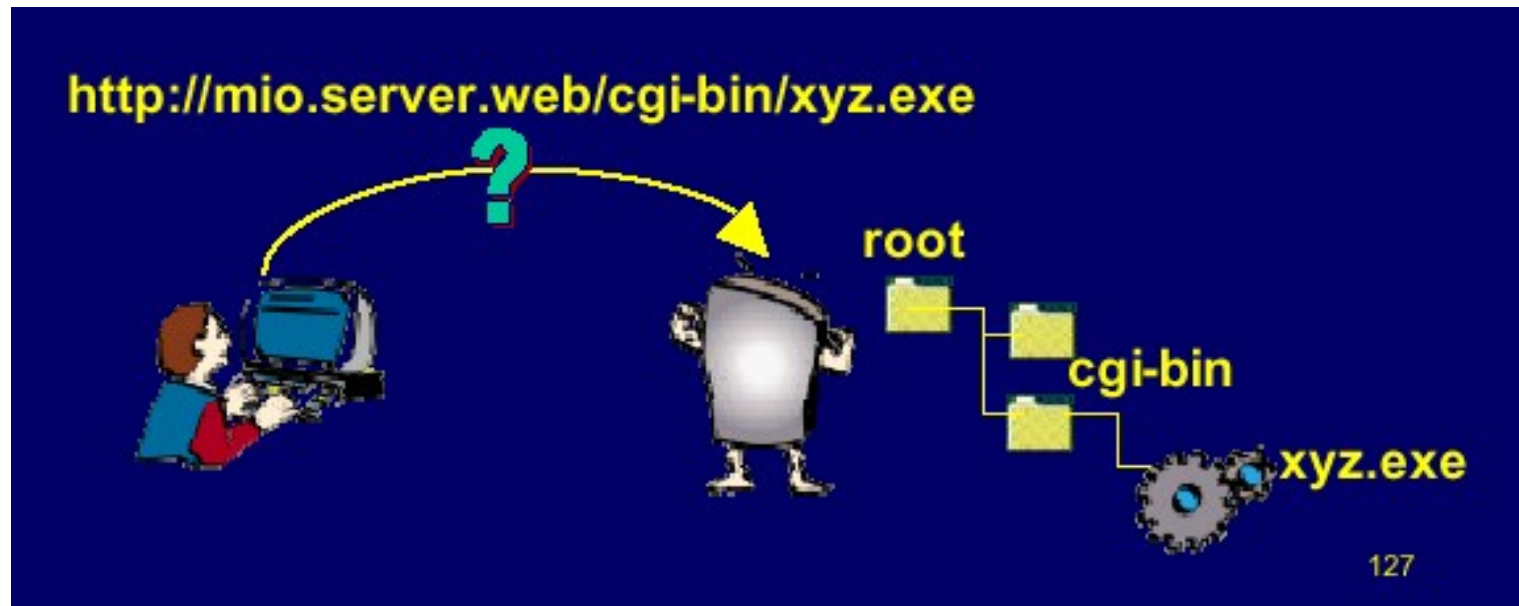 http://mio.server.web/cgi-bin/xyz.exe
?
root
cgi-bin
xyz.exe
127